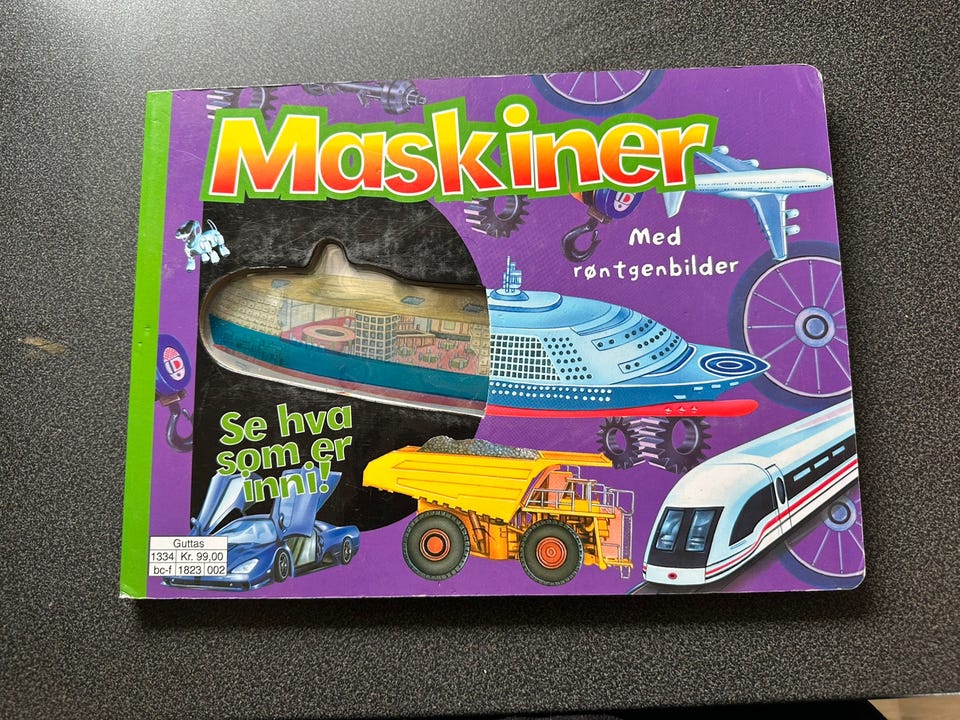 Maskiner
Med
røntgenbilder
Se hva
som er
inni!
Guttas
1334 Kr. 99,00
bc-f 1823 002